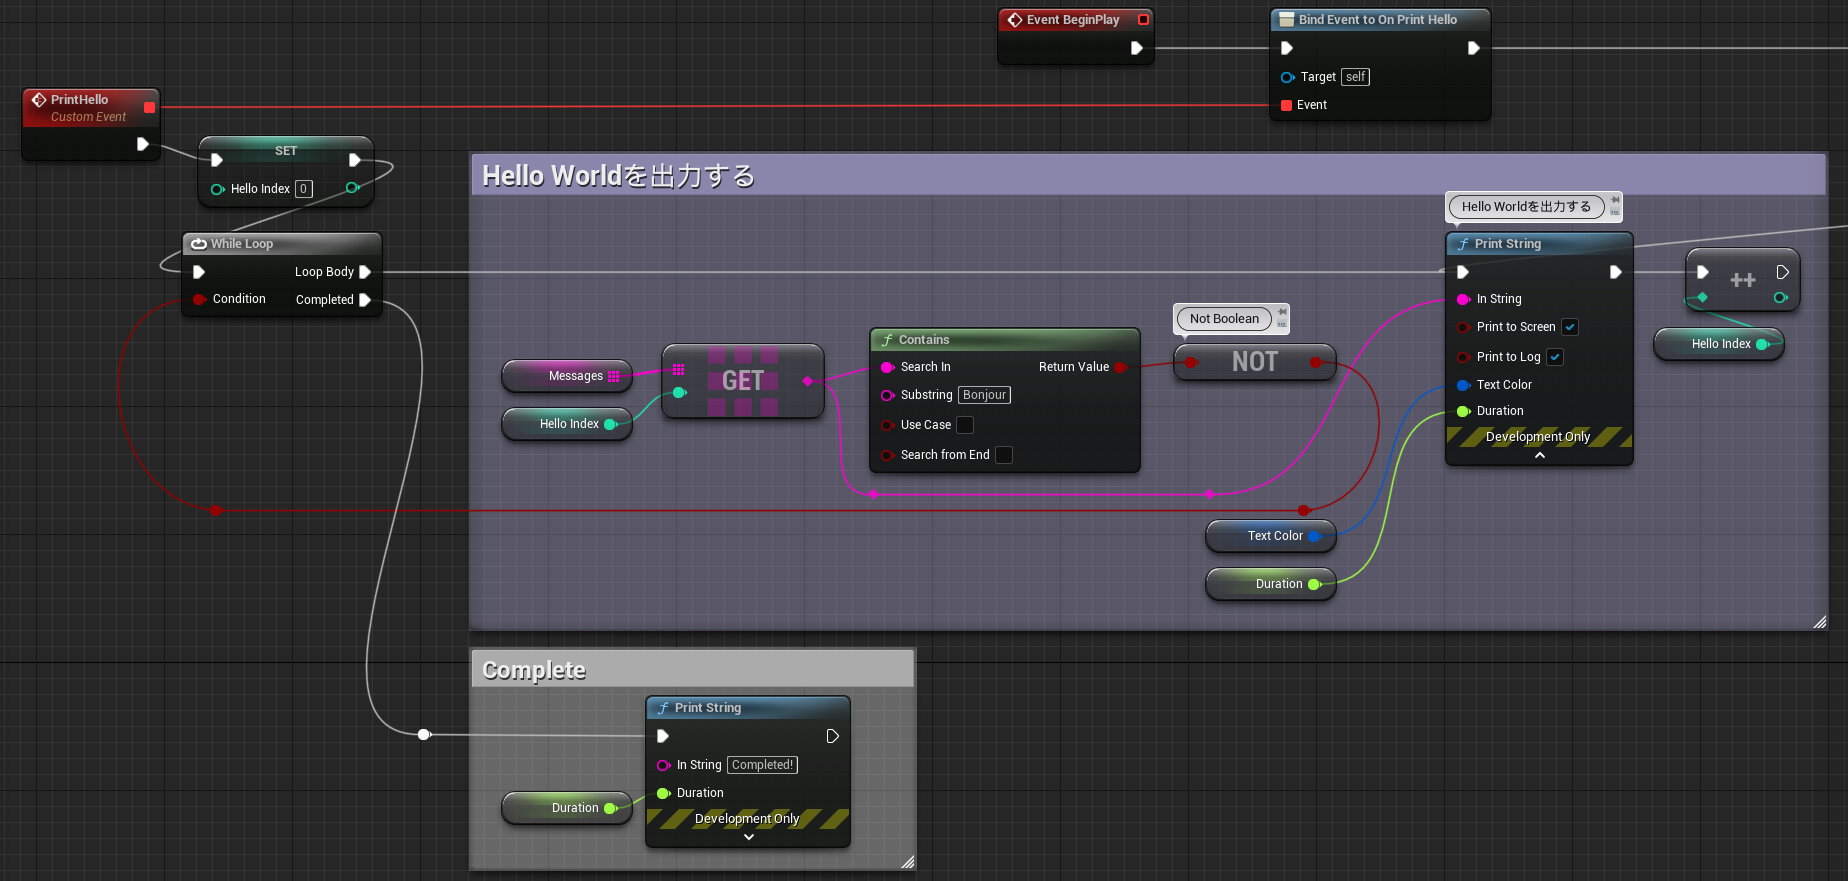 Event BeginPlay
Bind Event to On Print Hello
Target self
Event
PrintHello
Custom Event
SET
Hello Index 0
While Loop
Loop Body
Condition
Completed
Hello Worldを出力する
Messages
Hello Index
GET
Contains
Search In
Return Value
Substring Bonjour
Use Case
Search from End
Not Boolean
NOT
Hello Worldを出力する
Print String
In String
Print to Screen
Print to Log
Text Color
Duration
Development Only
++
Hello Index
Text Color
Duration
Complete
Print String
In String Completed!
Duration
Duration
Development Only